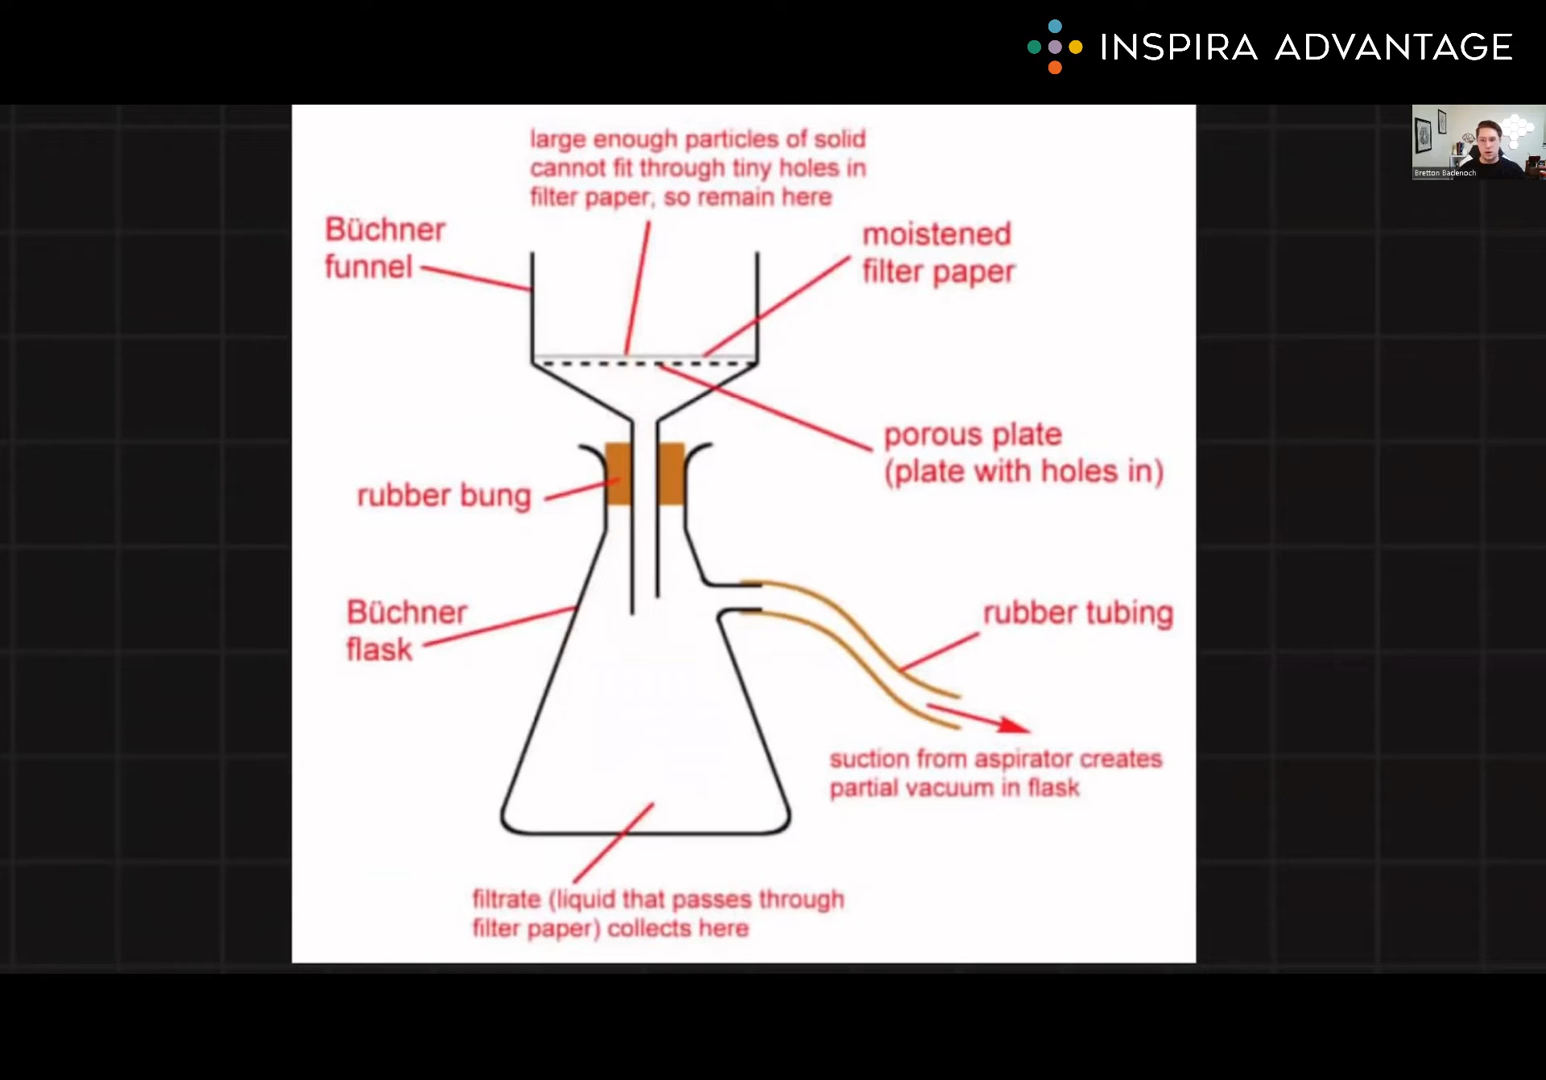 INSPIRA ADVANTAGE
Bretton Badenoch
large enough particles of solid
cannot fit through tiny holes in
filter paper, so remain here
Büchner
funnel
moistened
filter paper
porous plate
(plate with holes in)
rubber bung
Büchner
flask
rubber tubing
suction from aspirator creates
partial vacuum in flask
filtrate (liquid that passes through
filter paper) collects here